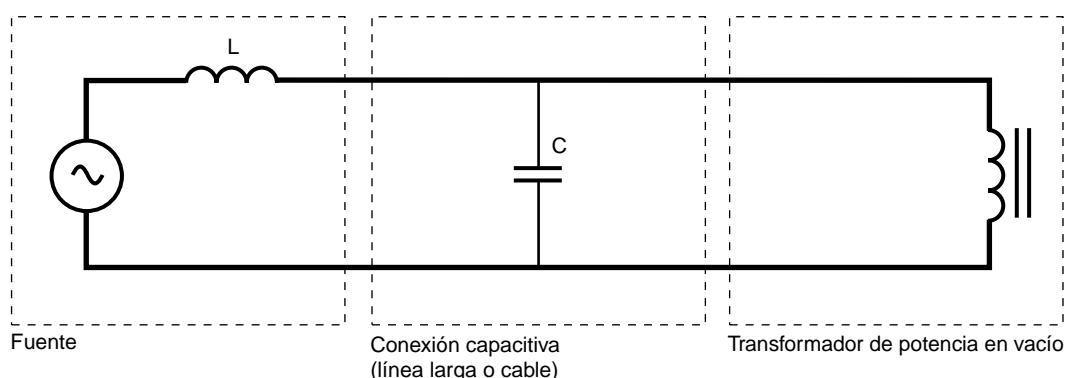 L
C
Fuente
Conexión capacitiva
(línea larga o cable)
Transformador de potencia en vacío